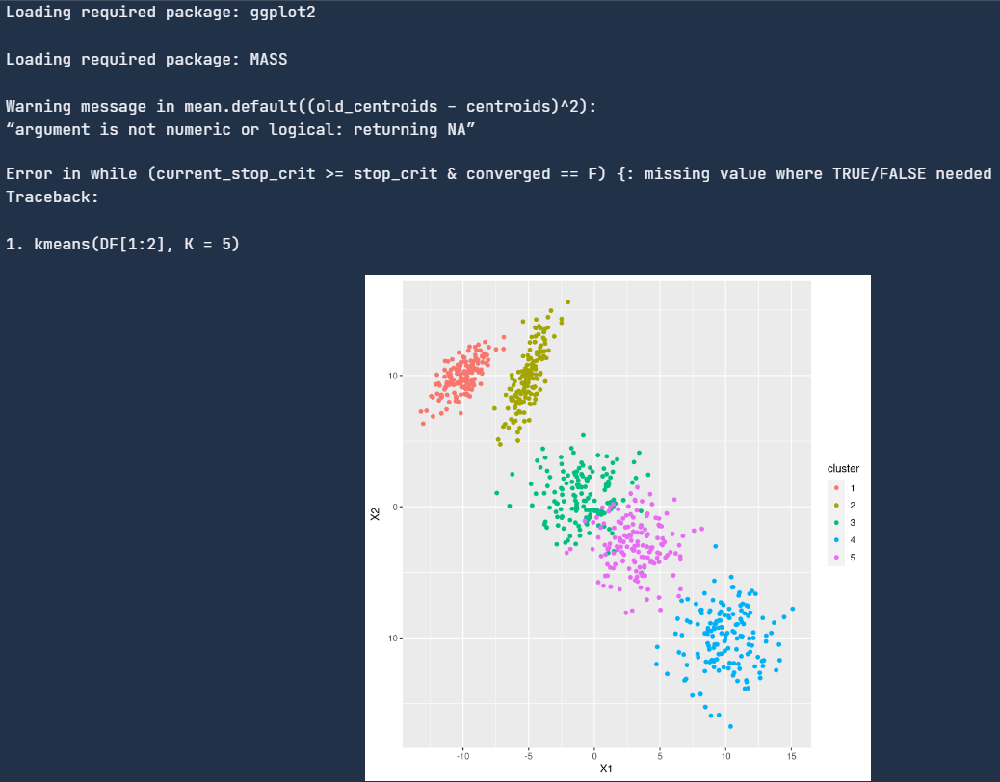 Loading required package: ggplot2
Loading required package: MASS
Warning message in mean.default((old_centroids - centroids)^2):
“argument is not numeric or logical: returning NA”
Error in while (current_stop_crit >= stop_crit & converged == F) {: missing value where TRUE/FALSE needed
Traceback:
1. kmeans(DF[1:2], K = 5)
10
0
-10
X2
-10 -5 0 5 10 15
X1
cluster
1
2
3
4
5